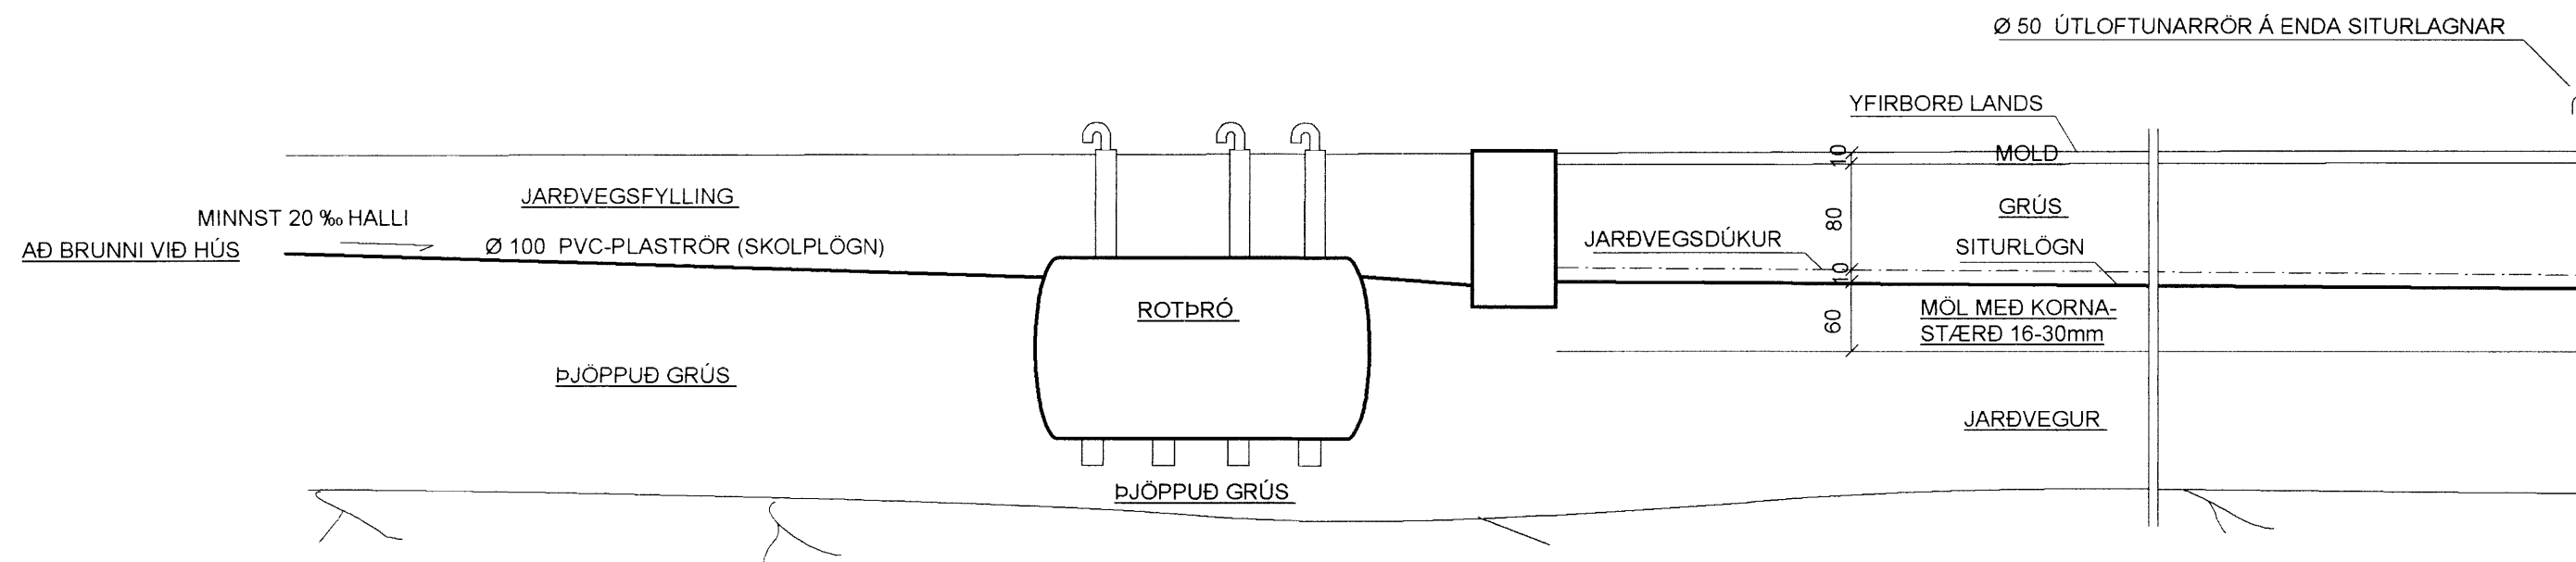 Ø 50 ÚTLOFTUNARRÖR Á ENDA SITURLAGNAR
YFIRBORÐ LANDS
MOLD
10
JARÐVEGSFYLLING
GRÚS
80
MINNST 20 ‰ HALLI
AÐ BRUNNI VIÐ HÚS
Ø 100 PVC-PLASTRÖR (SKOLPLÖGN)
JARÐVEGSDÚKUR
SITURLÖGN
10
ROTÞRÓ
MÖL MEÐ KORNA-
STÆRÐ 16-30mm
60
ÞJÖPPUÐ GRÚS
JARÐVEGUR
ÞJÖPPUÐ GRÚS